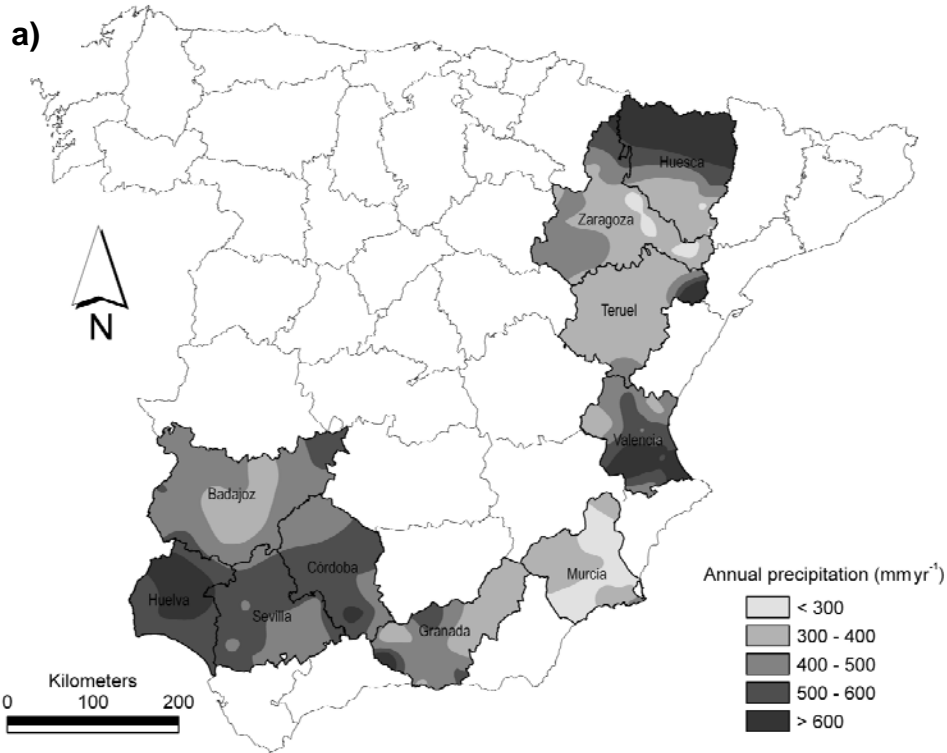 a)
Huesca
Zaragoza
N
Teruel
Valencia
Badajoz
Córdoba
Murcia
Huelva
Sevilla
Granada
Annual precipitation (mm yr⁻¹)
< 300
300 - 400
400 - 500
500 - 600
> 600
Kilometers
0 100 200